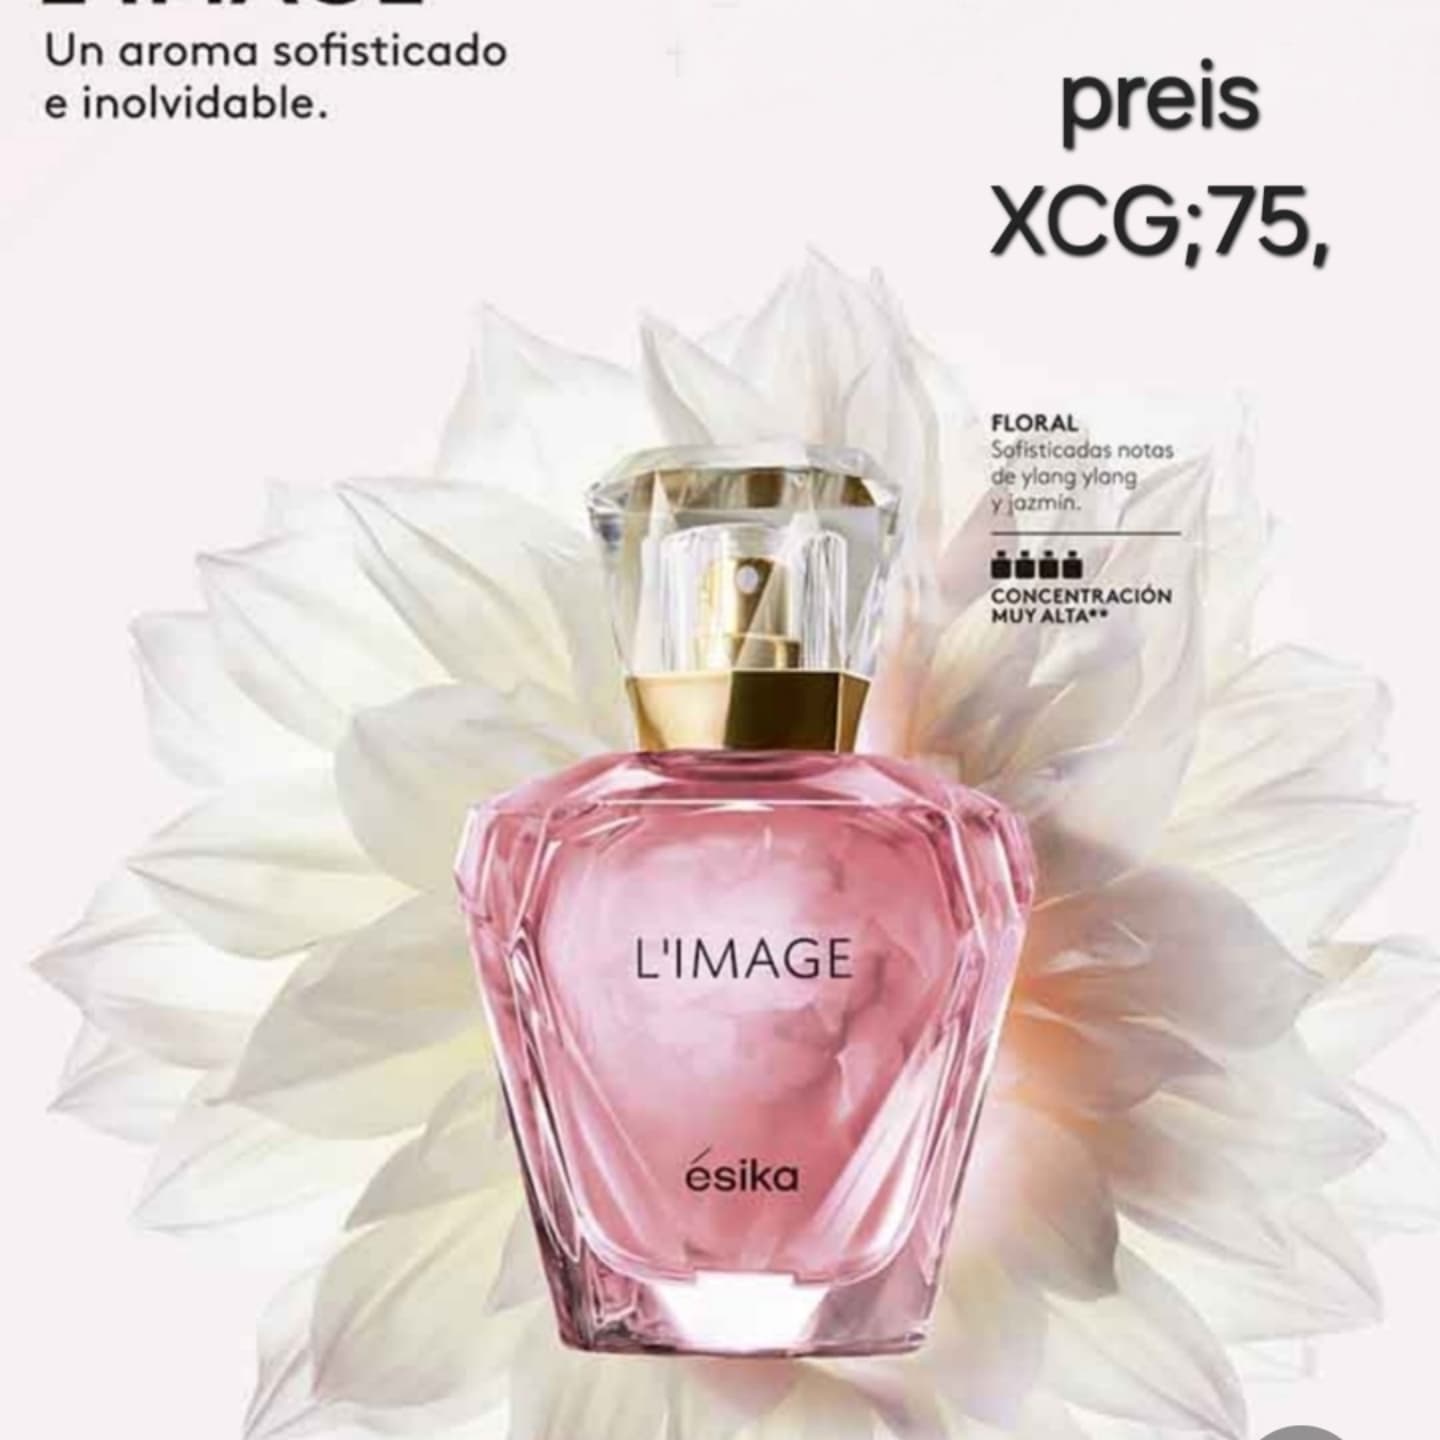 L'IMAGE
Un aroma sofisticado
e inolvidable.
preis
XCG;75,
FLORAL
Sofisticadas notas
de ylang ylang
y jazmín.
CONCENTRACIÓN
MUY ALTA**
L'IMAGE
ésika